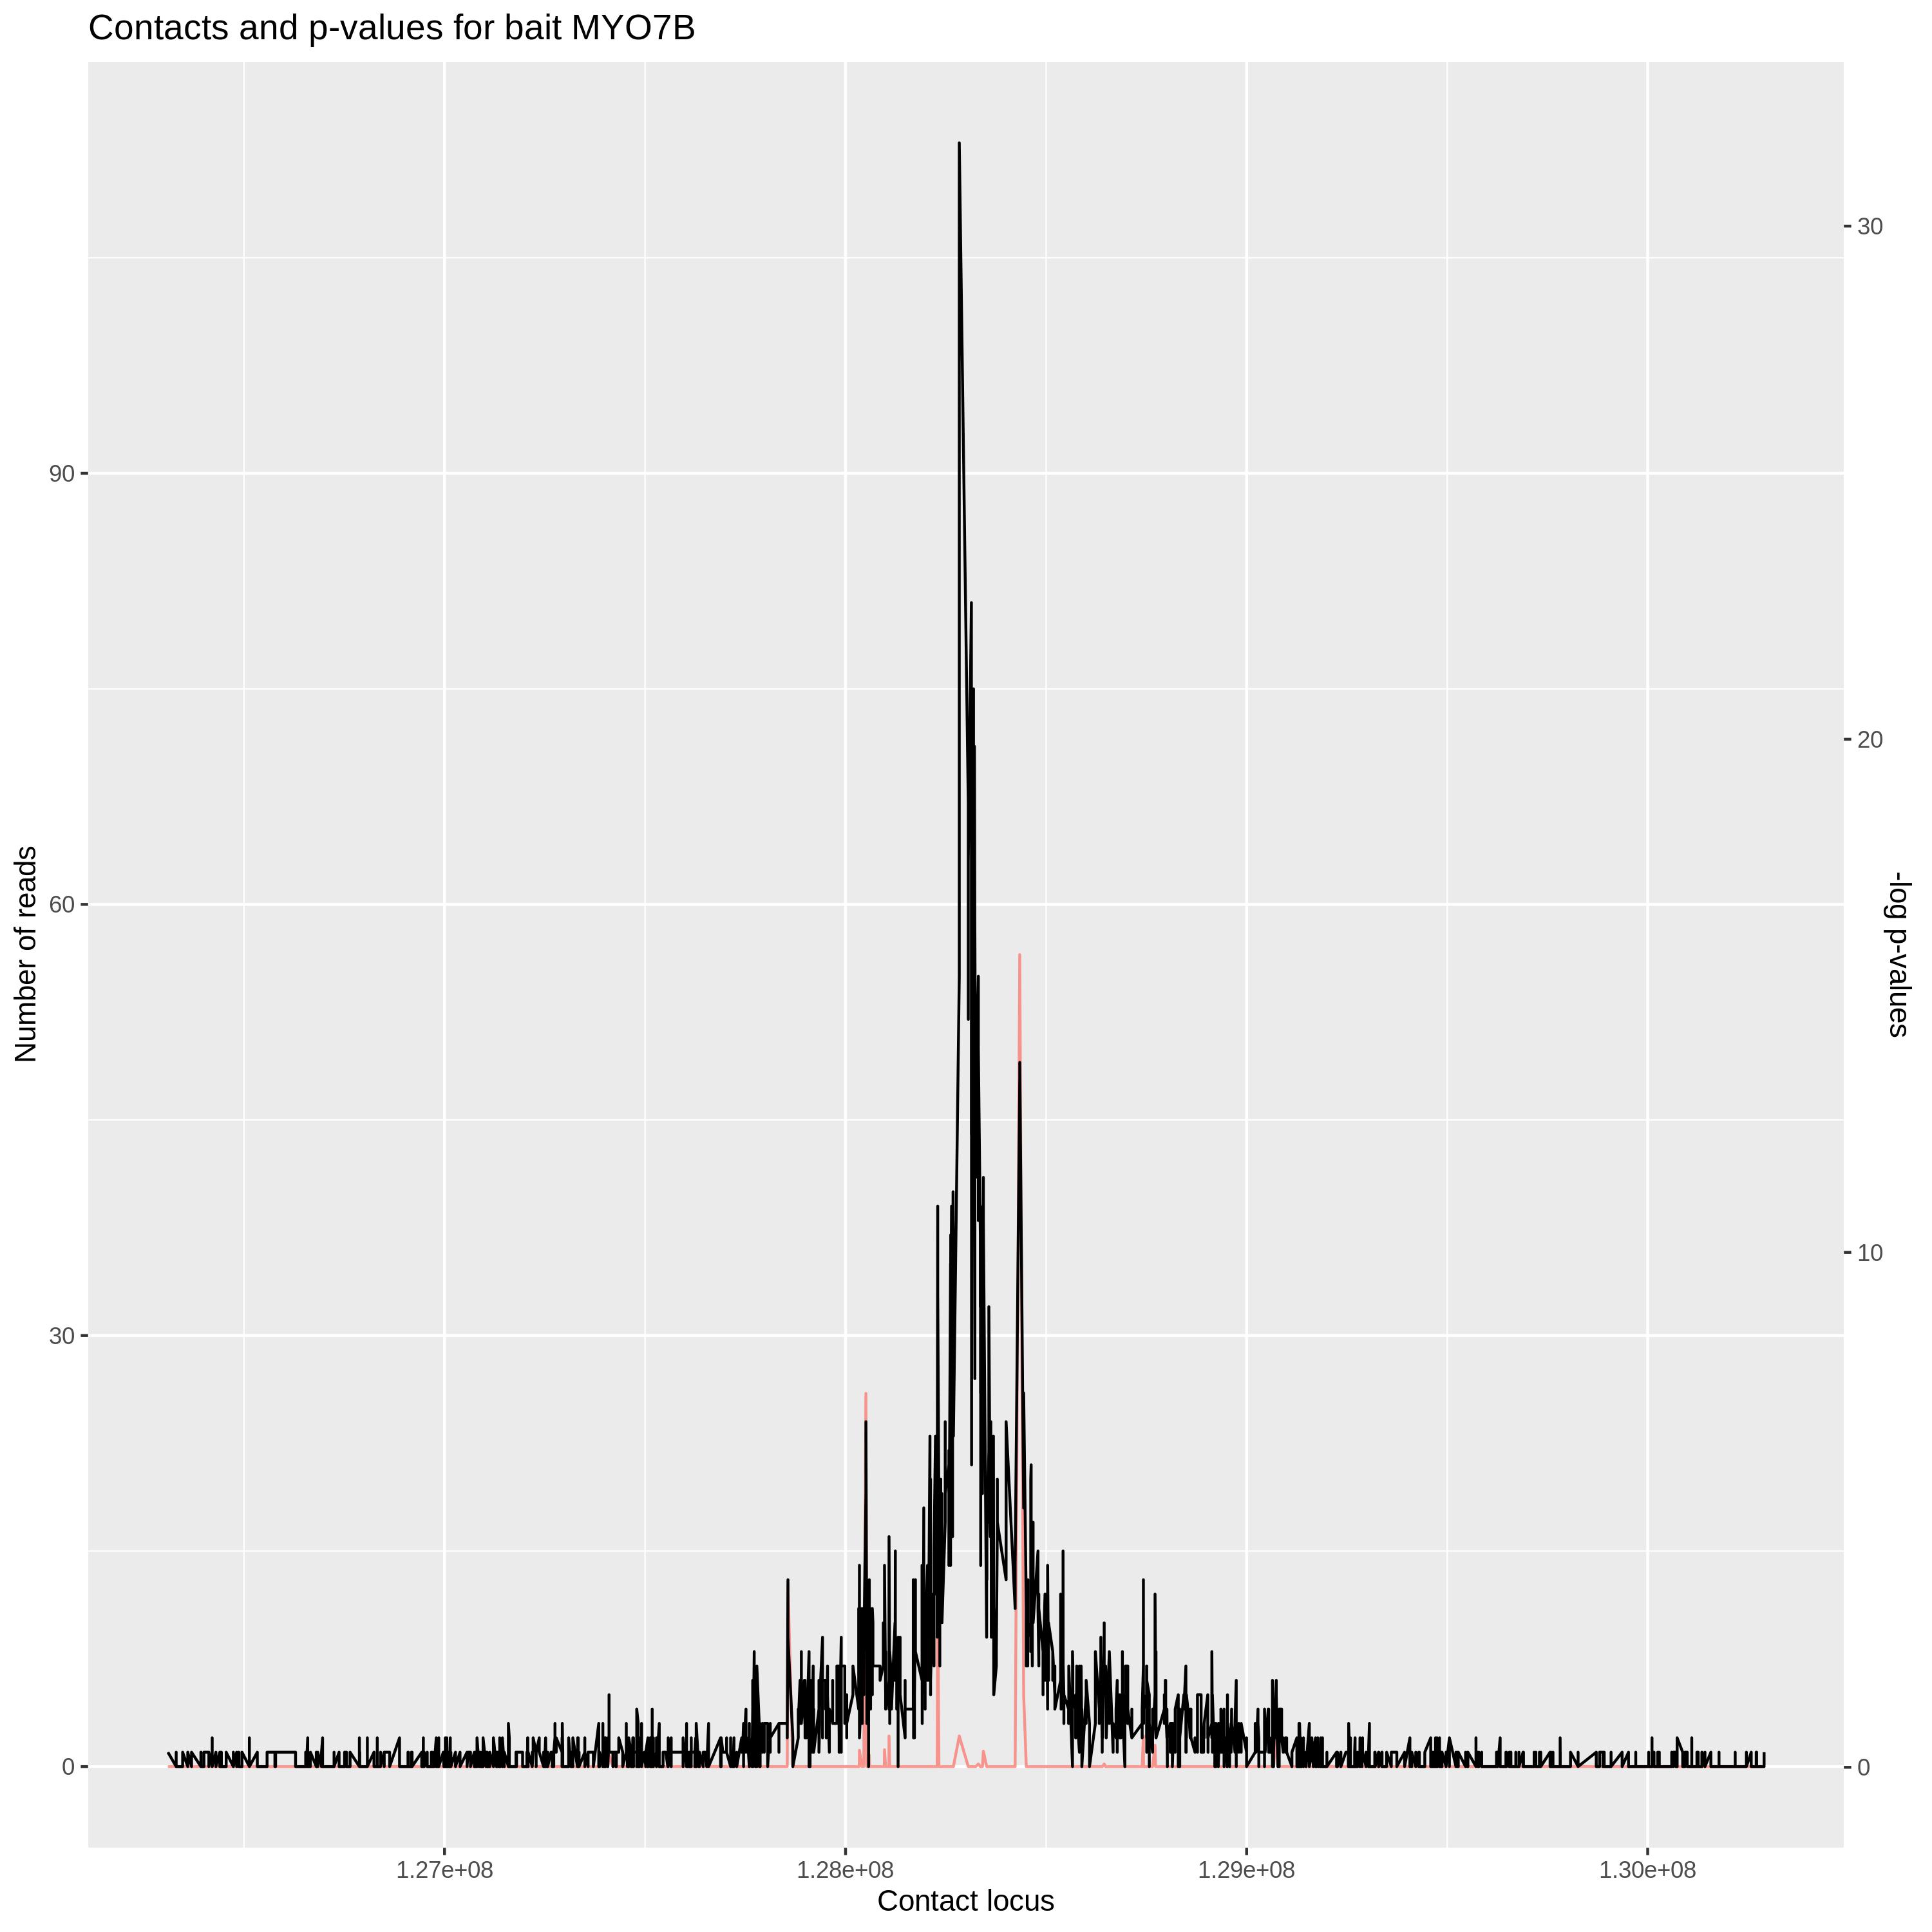 Contacts and p-values for bait MYO7B
90
60
30
0
30
20
10
0
Number of reads
-log p-values
1.27e+08
1.28e+08
1.29e+08
1.30e+08
Contact locus